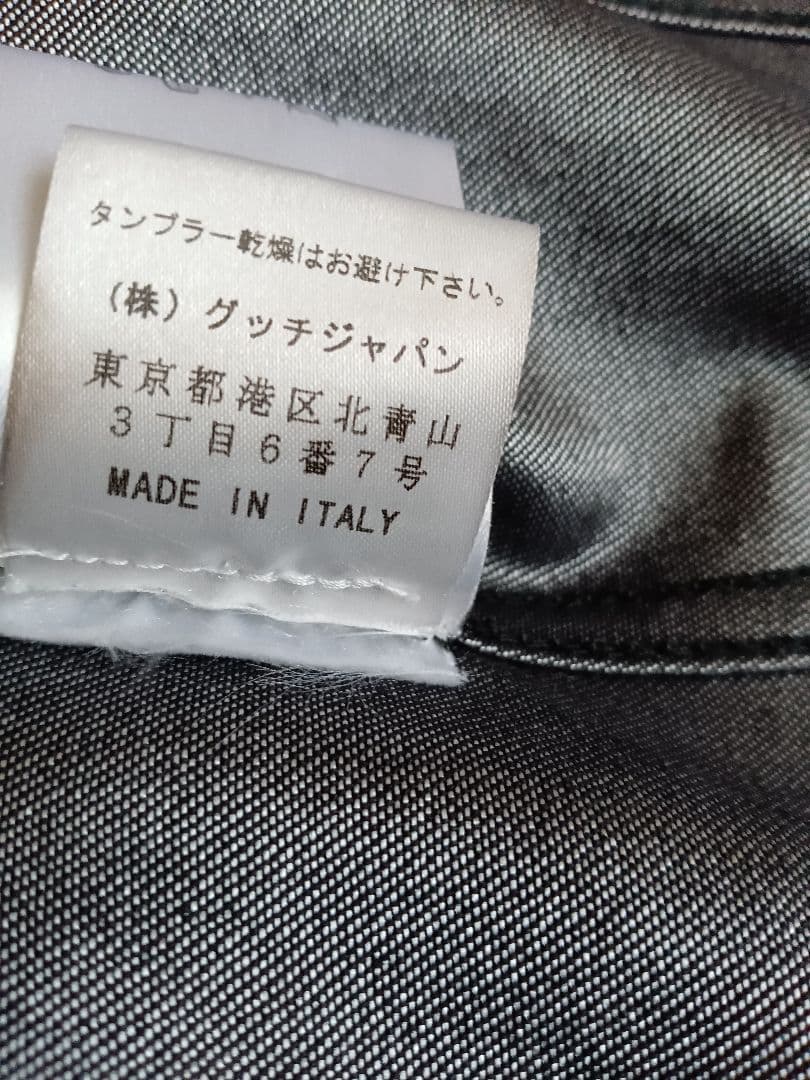 タンブラー乾燥はお避け下さい。
(株) グッチジャパン
東京都港区北青山
3丁目6番7号
MADE IN ITALY